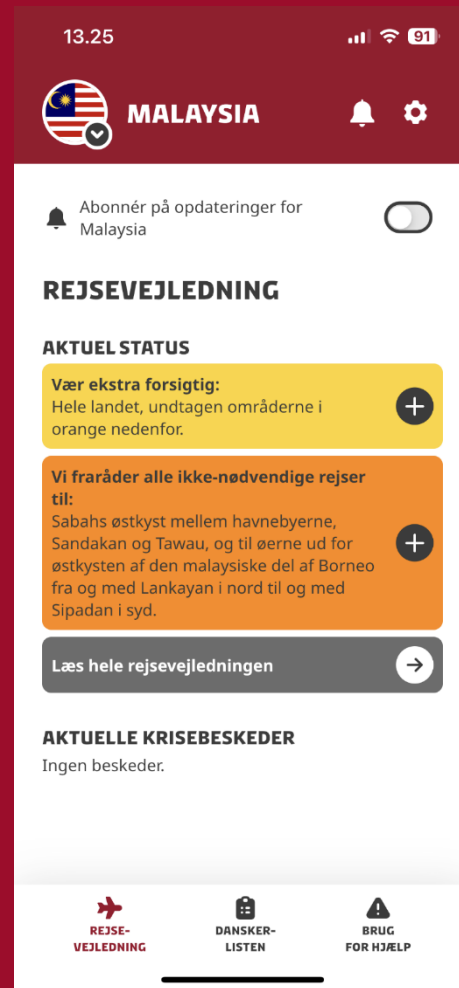 13.25
91
MALAYSIA
Abonnér på opdateringer for
Malaysia
REJSEVEJLEDNING
AKTUEL STATUS
Vær ekstra forsigtig:
Hele landet, undtagen områderne i
orange nedenfor.
Vi fraråder alle ikke-nødvendige rejser
til:
Sabahs østkyst mellem havnebyerne,
Sandakan og Tawau, og til øerne ud for
østkysten af den malaysiske del af Borneo
fra og med Lankayan i nord til og med
Sipadan i syd.
Læs hele rejsevejledningen
AKTUELLE KRISEBESKEDER
Ingen beskeder.
REJSE-
VEJLEDNING
DANSKER-
LISTEN
BRUG
FOR HJÆLP